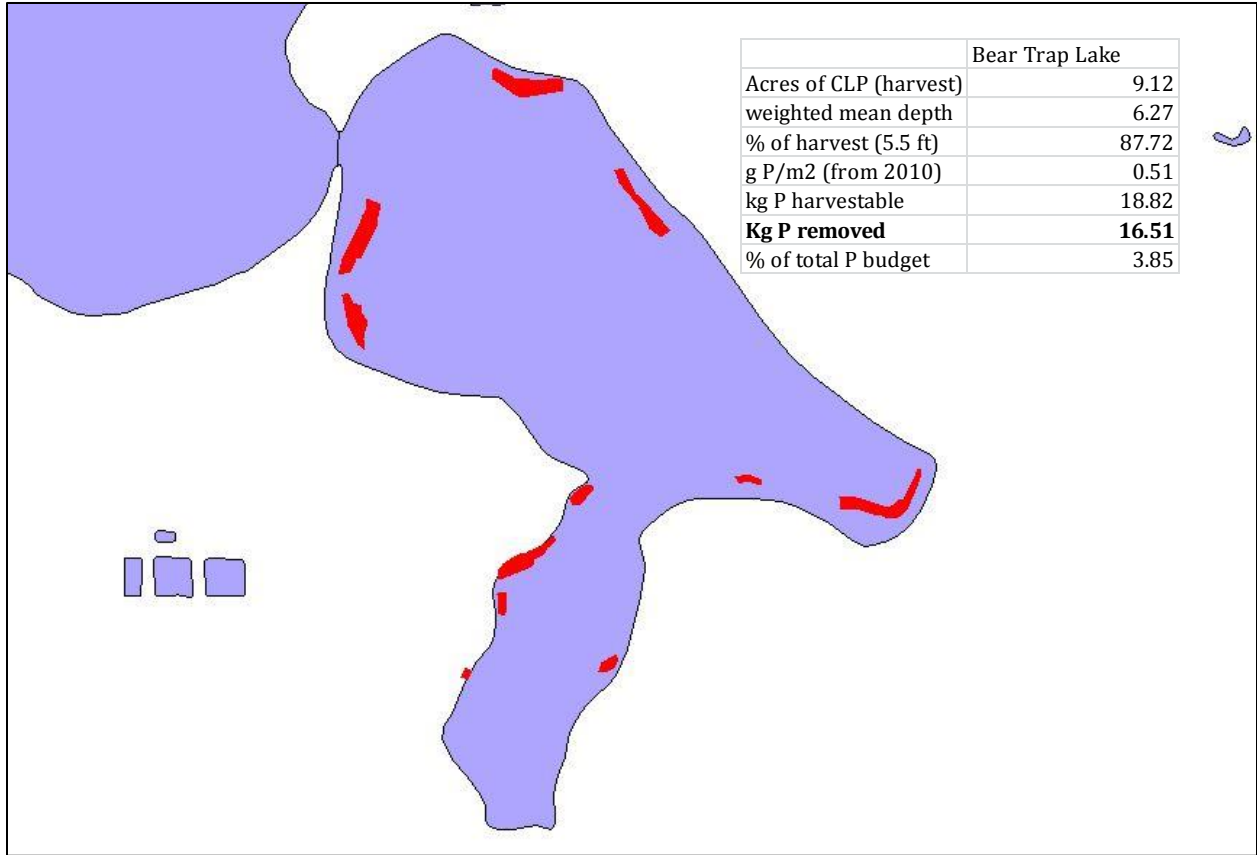 Bear Trap Lake
Acres of CLP (harvest) 9.12
weighted mean depth 6.27
% of harvest (5.5 ft) 87.72
g P/m2 (from 2010) 0.51
kg P harvestable 18.82
Kg P removed 16.51
% of total P budget 3.85